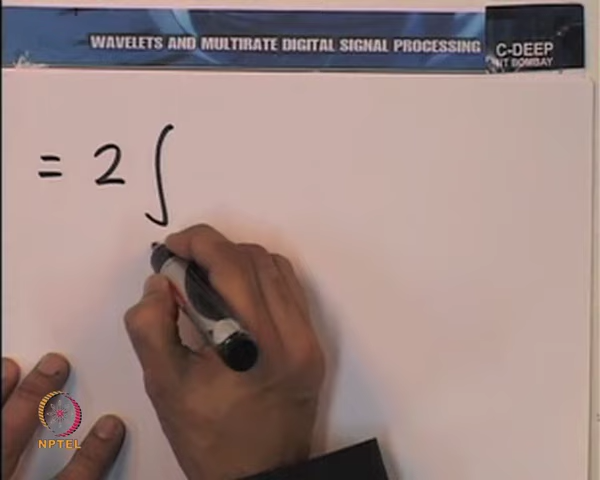 WAVELETS AND MULTIRATE DIGITAL SIGNAL PROCESSING
C-DEEP
IIT BOMBAY
= 2 ∫
NPTEL